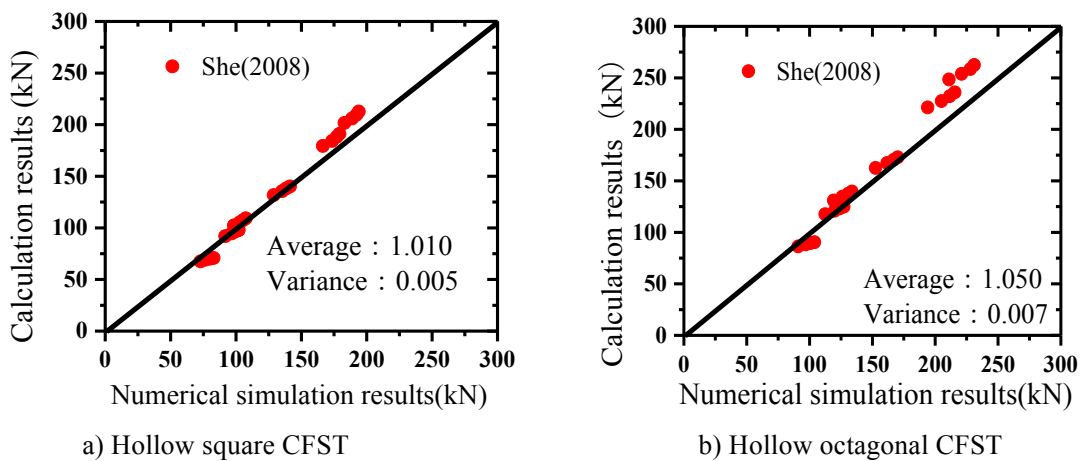 300
250
200
150
100
50
0
Calculation results (kN)
She(2008)
Average：1.010
Variance：0.005
0 50 100 150 200 250 300
Numerical simulation results(kN)
a) Hollow square CFST
300
250
200
150
100
50
0
Calculation results （kN)
She(2008)
Average：1.050
Variance：0.007
0 50 100 150 200 250 300
Numerical simulation results(kN)
b) Hollow octagonal CFST